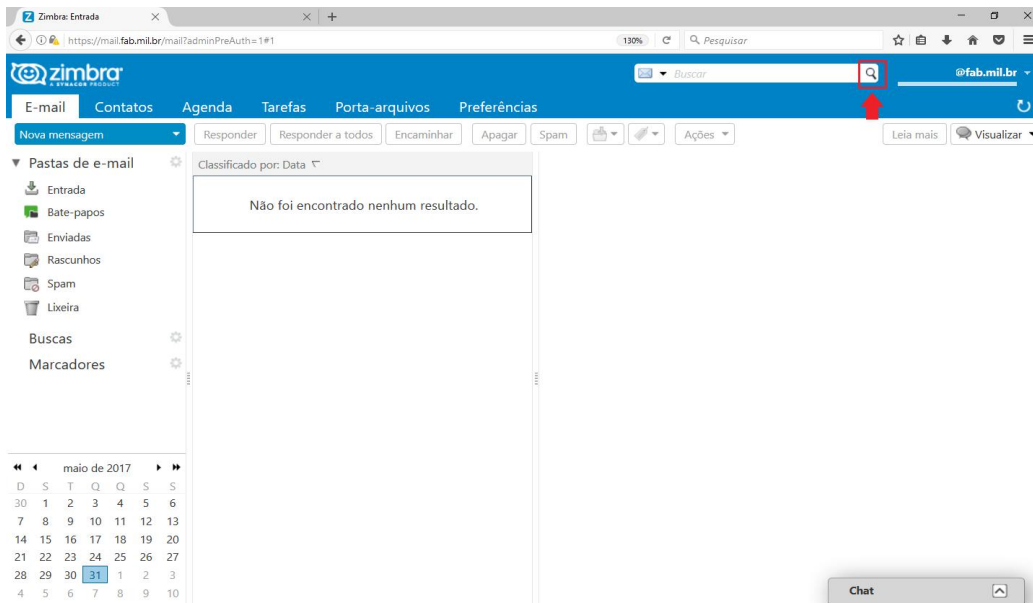 Zimbra: Entrada
https://mail.fab.mil.br/mail?adminPreAuth=1#1
130%
Pesquisar
zimbra
A SYNACOR PRODUCT
Buscar
@fab.mil.br
E-mail Contatos Agenda Tarefas Porta-arquivos Preferências
Nova mensagem Responder Responder a todos Encaminhar Apagar Spam Ações Leia mais Visualizar
Pastas de e-mail
Classificado por: Data
Entrada
Não foi encontrado nenhum resultado.
Bate-papos
Enviadas
Rascunhos
Spam
Lixeira
Buscas
Marcadores
maio de 2017
D S T Q Q S S
30 1 2 3 4 5 6
7 8 9 10 11 12 13
14 15 16 17 18 19 20
21 22 23 24 25 26 27
28 29 30 31 1 2 3
4 5 6 7 8 9 10
Chat